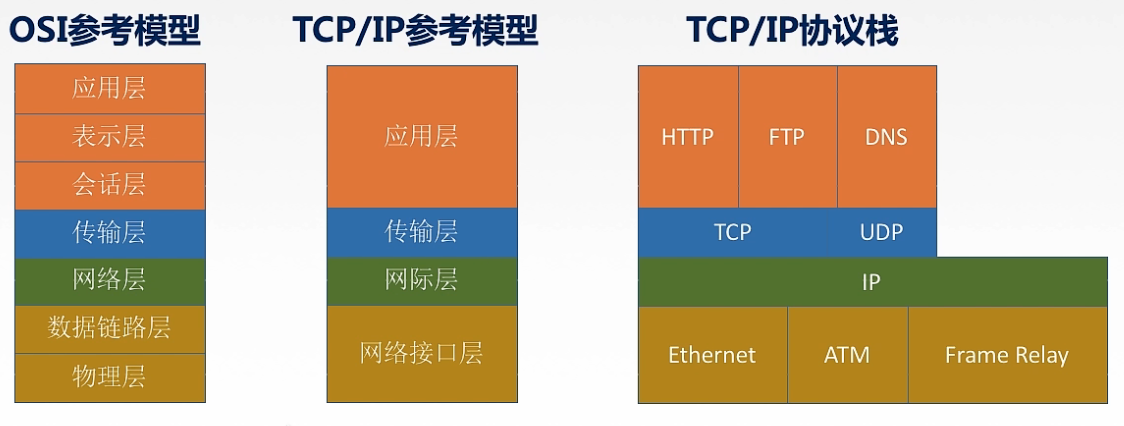 OSI参考模型
应用层
表示层
会话层
传输层
网络层
数据链路层
物理层
TCP/IP参考模型
应用层
传输层
网际层
网络接口层
TCP/IP协议栈
HTTP FTP DNS
TCP UDP
IP
Ethernet ATM Frame Relay